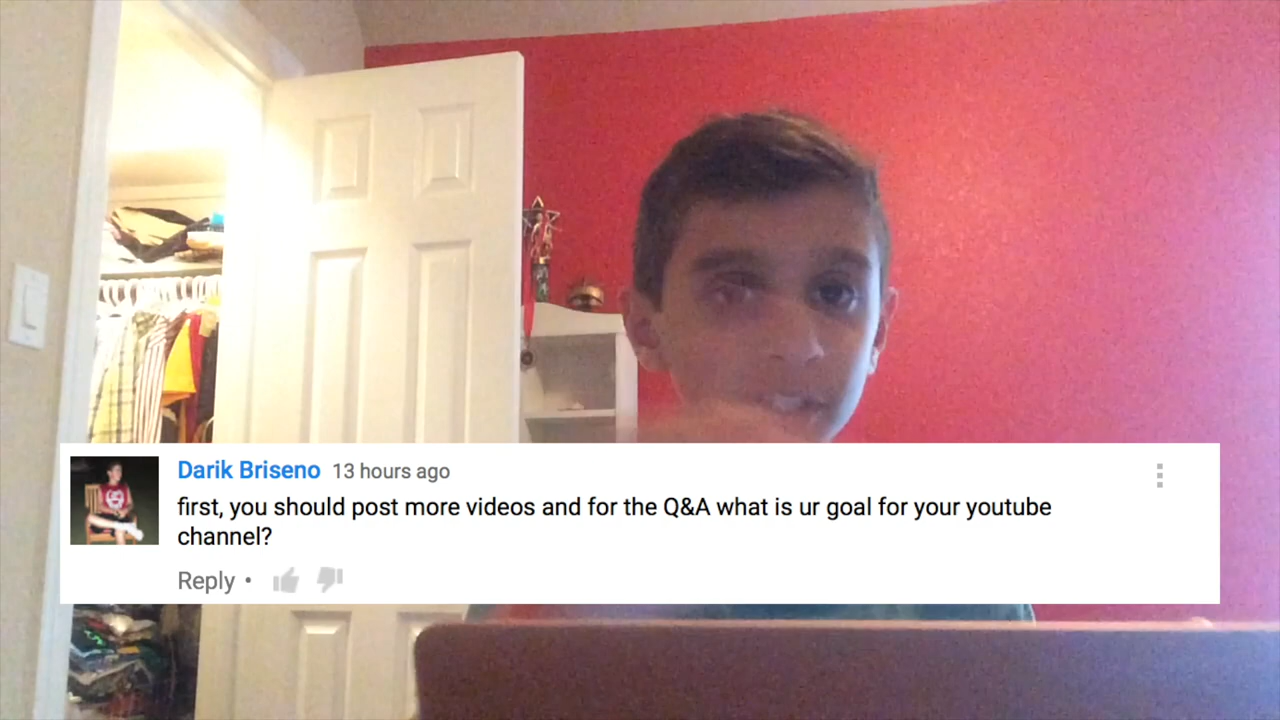 Darik Briseno 13 hours ago
first, you should post more videos and for the Q&A what is ur goal for your youtube
channel?
Reply •